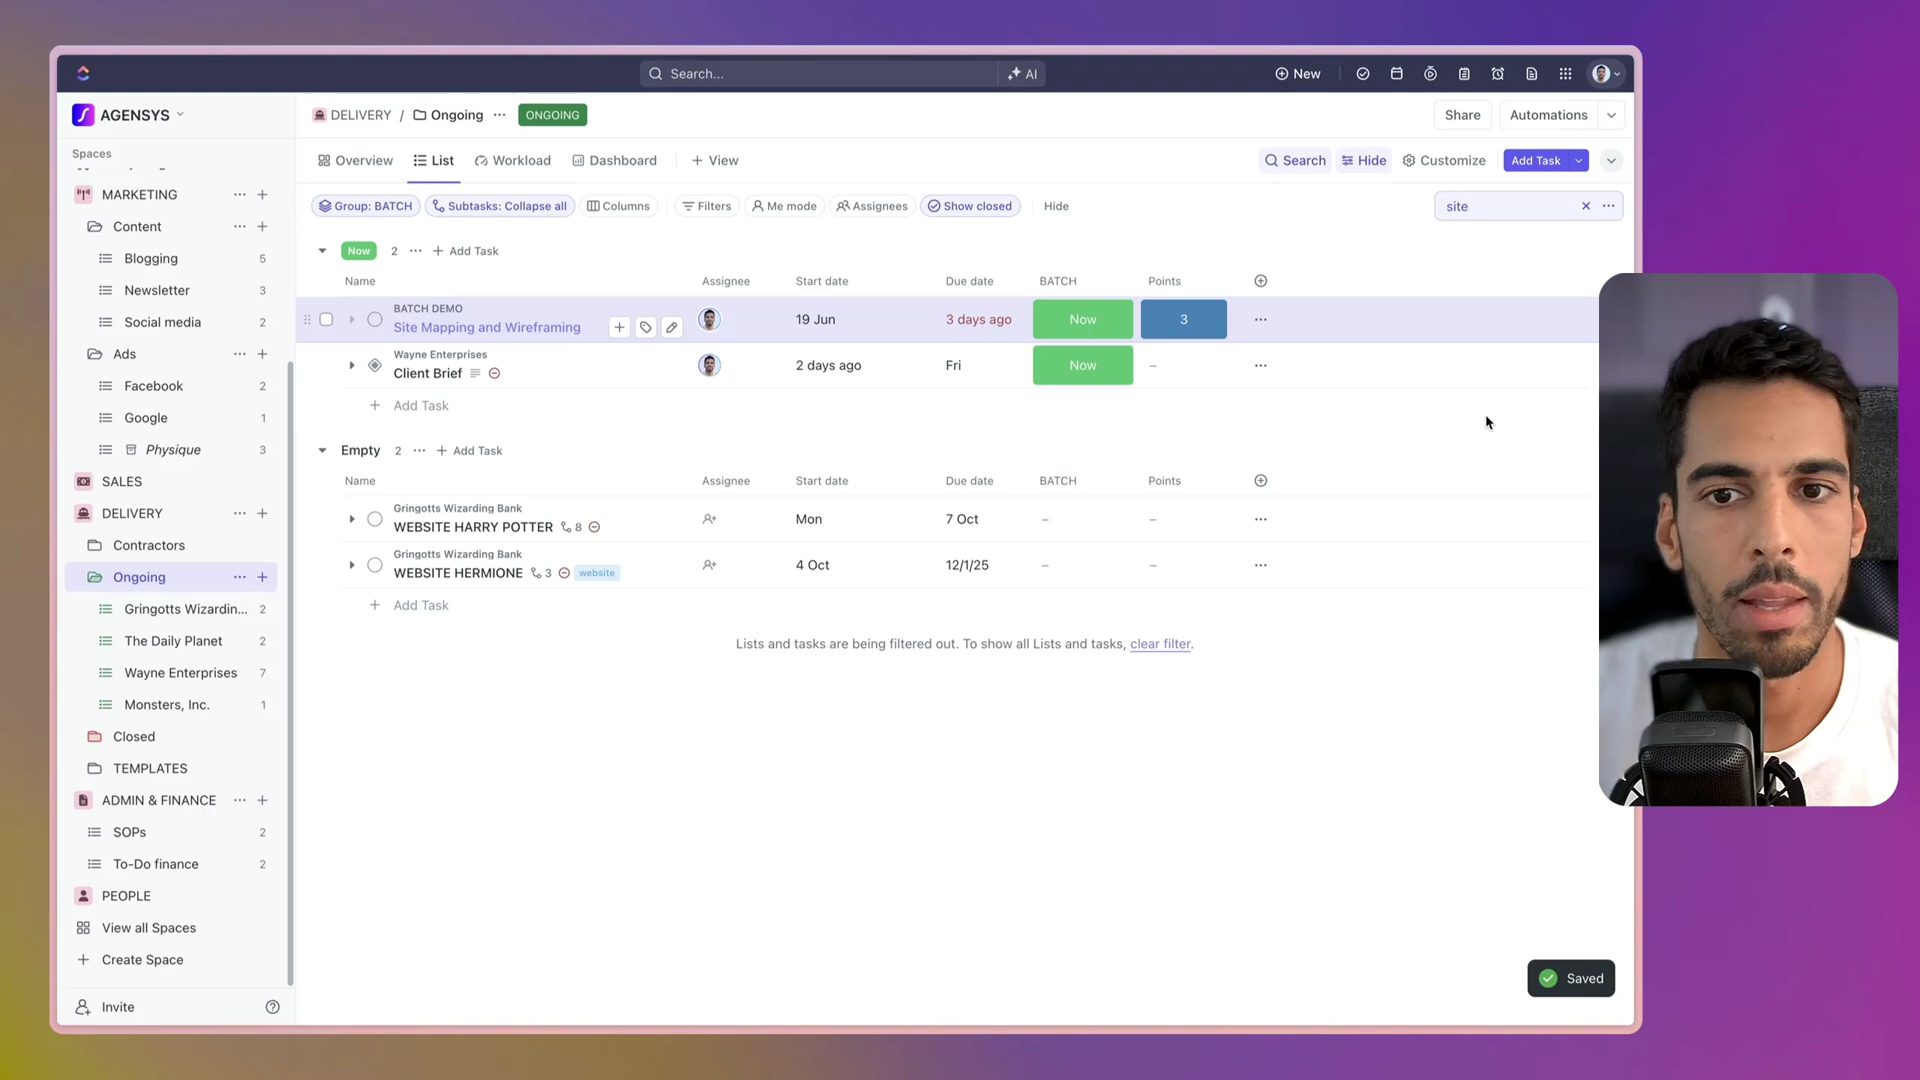 Search...
AI
New
AGENSYS
DELIVERY / Ongoing ... ONGOING
Share
Automations
Spaces
Overview
List
Workload
Dashboard
+ View
Search
Hide
Customize
Add Task
MARKETING
Content
Blogging 5
Newsletter 3
Social media 2
Ads
Facebook 2
Google 1
Physique 3
SALES
DELIVERY
Contractors
Ongoing
Gringotts Wizardin... 2
The Daily Planet 2
Wayne Enterprises 7
Monsters, Inc. 1
Closed
TEMPLATES
ADMIN & FINANCE
SOPs 2
To-Do finance 2
PEOPLE
View all Spaces
+ Create Space
Invite
Group: BATCH
Subtasks: Collapse all
Columns
Filters
Me mode
Assignees
Show closed
Hide
site
Now 2 ... + Add Task
Name Assignee Start date Due date BATCH Points
BATCH DEMO
Site Mapping and Wireframing 19 Jun 3 days ago Now 3
Wayne Enterprises
Client Brief 2 days ago Fri Now –
+ Add Task
Empty 2 ... + Add Task
Name Assignee Start date Due date BATCH Points
Gringotts Wizarding Bank
WEBSITE HARRY POTTER 8 Mon 7 Oct – –
Gringotts Wizarding Bank
WEBSITE HERMIONE 3 website 4 Oct 12/1/25 – –
+ Add Task
Lists and tasks are being filtered out. To show all Lists and tasks, clear filter.
Saved